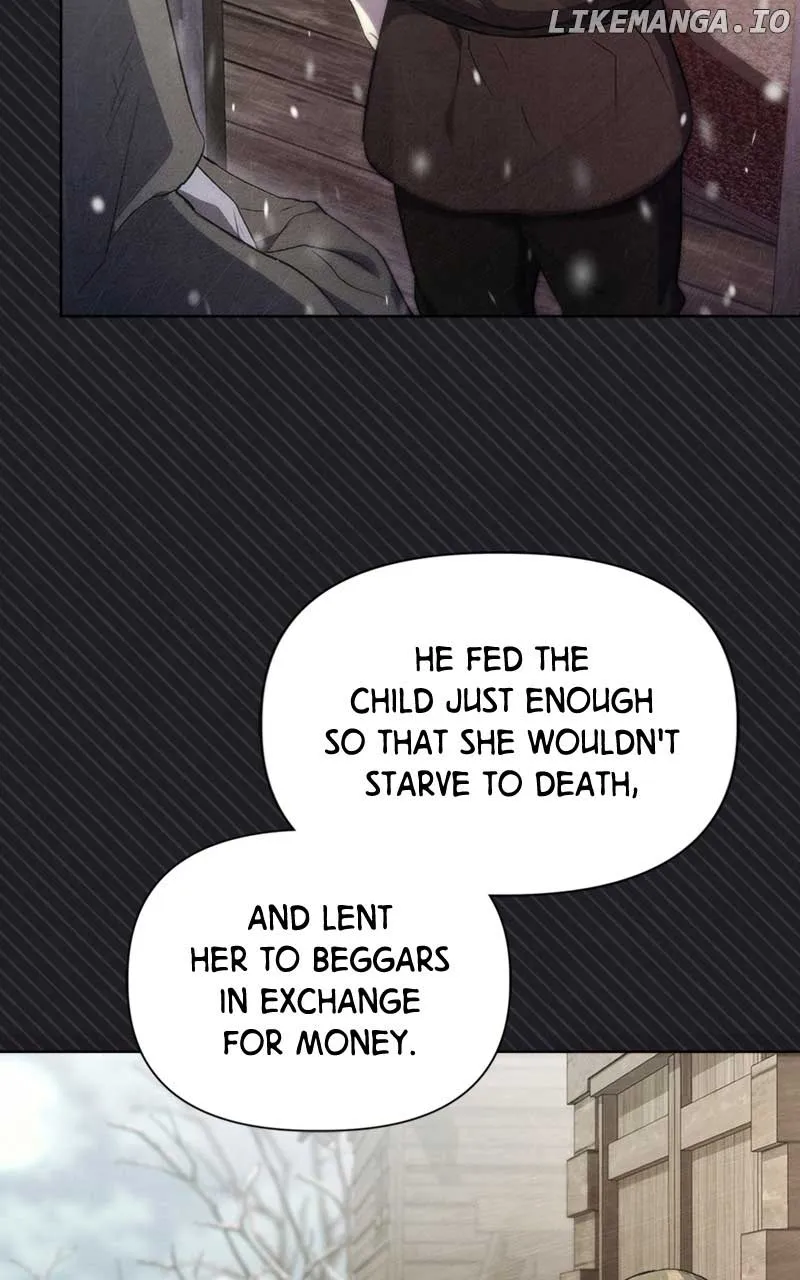 LIKEMANGA.IO
HE FED THE
CHILD JUST ENOUGH
SO THAT SHE WOULDN'T
STARVE TO DEATH,
AND LENT
HER TO BEGGARS
IN EXCHANGE
FOR MONEY.